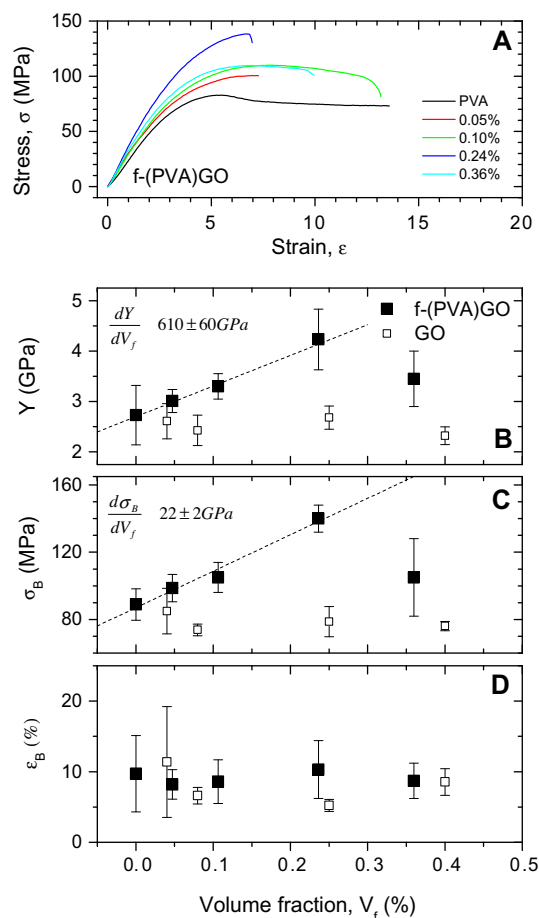 A
Stress, σ (MPa)
150
100
50
0
PVA
0.05%
0.10%
0.24%
0.36%
f-(PVA)GO
0 5 10 15 20
Strain, ε
B
Y (GPa)
5
4
3
2
dY
dV_f 610±60GPa
f-(PVA)GO
GO
C
σ_B (MPa)
160
120
80
dσ_B
dV_f 22±2GPa
D
ε_B (%)
20
10
0
0.0 0.1 0.2 0.3 0.4 0.5
Volume fraction, V_f (%)